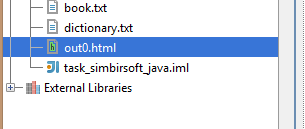 book.txt
dictionary.txt
out0.html
task_simbirsoft_java.iml
External Libraries